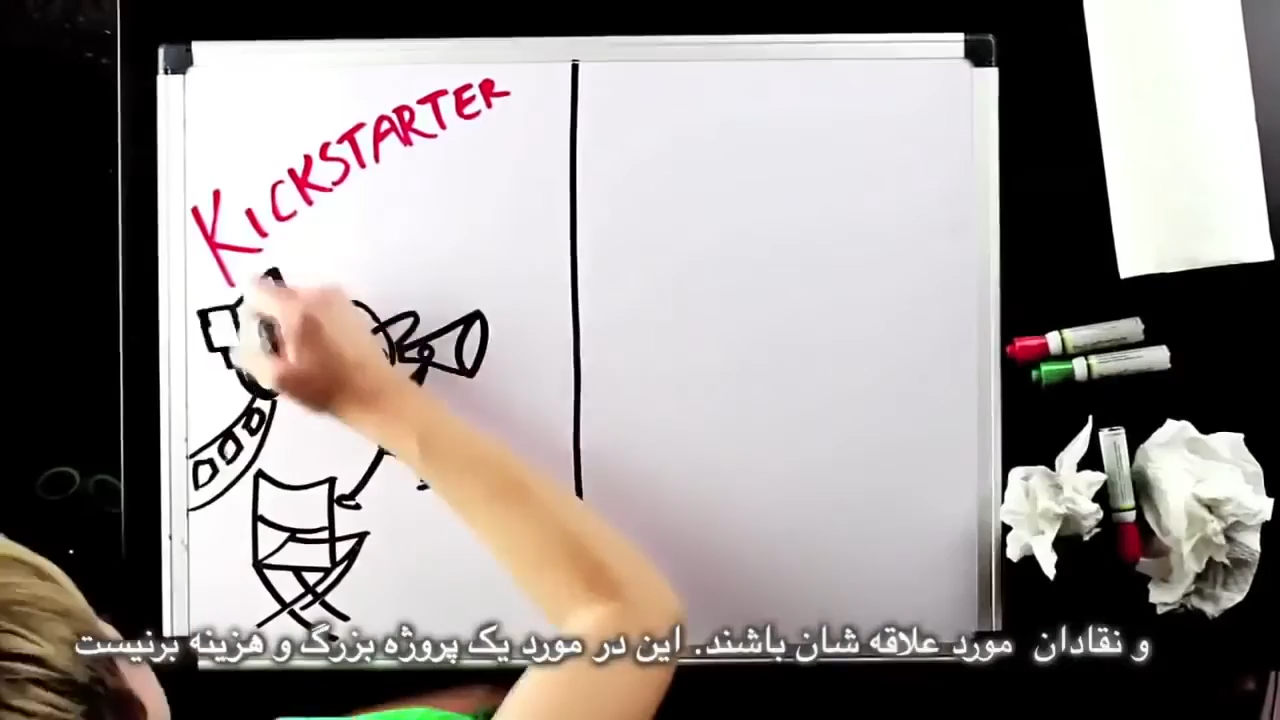 KICKSTARTER
و نقادان مورد علاقه شان باشند. این در مورد یک پروژه بزرگ و هزینه برنیست